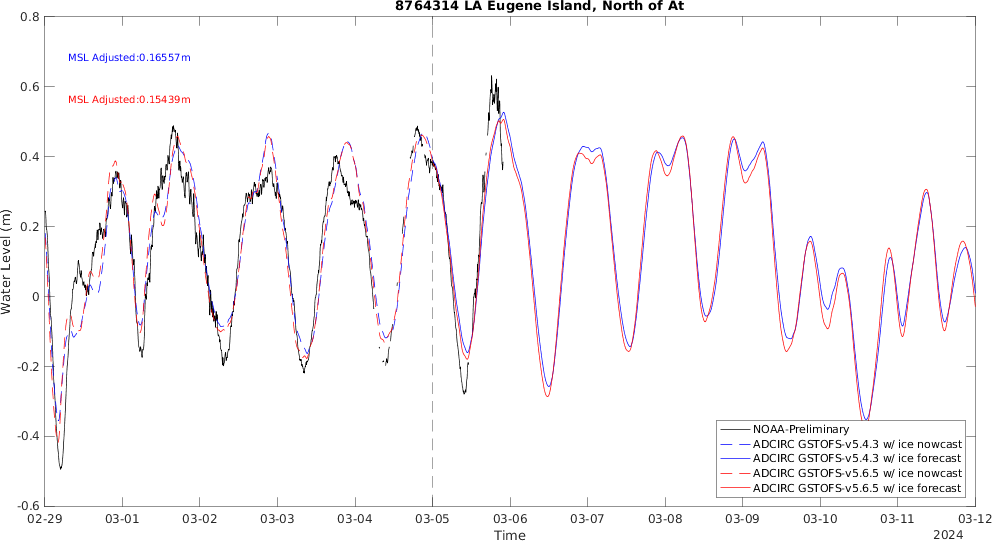 8764314 LA Eugene Island, North of At
MSL Adjusted:0.16557m
MSL Adjusted:0.15439m
Water Level (m)
0.8
0.6
0.4
0.2
0
-0.2
-0.4
-0.6
NOAA-Preliminary
ADCIRC GSTOFS-v5.4.3 w/ ice nowcast
ADCIRC GSTOFS-v5.4.3 w/ ice forecast
ADCIRC GSTOFS-v5.6.5 w/ ice nowcast
ADCIRC GSTOFS-v5.6.5 w/ ice forecast
02-29 03-01 03-02 03-03 03-04 03-05 03-06 03-07 03-08 03-09 03-10 03-11 03-12
Time
2024